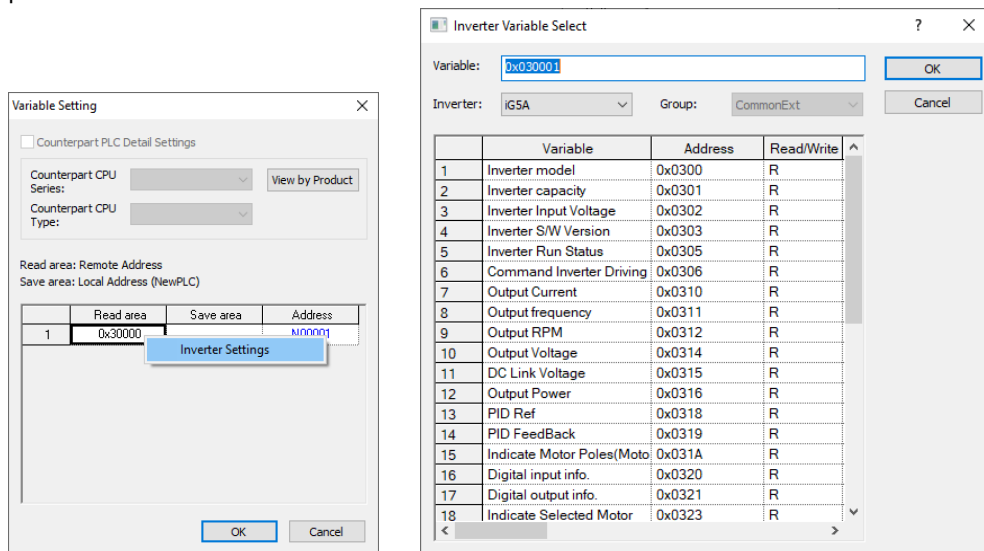 Variable Setting
Counterpart PLC Detail Settings
Counterpart CPU Series:
View by Product
Counterpart CPU Type:
Read area: Remote Address
Save area: Local Address (NewPLC)
Read area Save area Address
1 0x30000 N00001
Inverter Settings
OK Cancel
Inverter Variable Select ?
Variable: 0x030001 OK
Inverter: iG5A Group: CommonExt Cancel
Variable Address Read/Write
1 Inverter model 0x0300 R
2 Inverter capacity 0x0301 R
3 Inverter Input Voltage 0x0302 R
4 Inverter S/W Version 0x0303 R
5 Inverter Run Status 0x0305 R
6 Command Inverter Driving 0x0306 R
7 Output Current 0x0310 R
8 Output frequency 0x0311 R
9 Output RPM 0x0312 R
10 Output Voltage 0x0314 R
11 DC Link Voltage 0x0315 R
12 Output Power 0x0316 R
13 PID Ref 0x0318 R
14 PID FeedBack 0x0319 R
15 Indicate Motor Poles(Moto 0x031A R
16 Digital input info. 0x0320 R
17 Digital output info. 0x0321 R
18 Indicate Selected Motor 0x0323 R